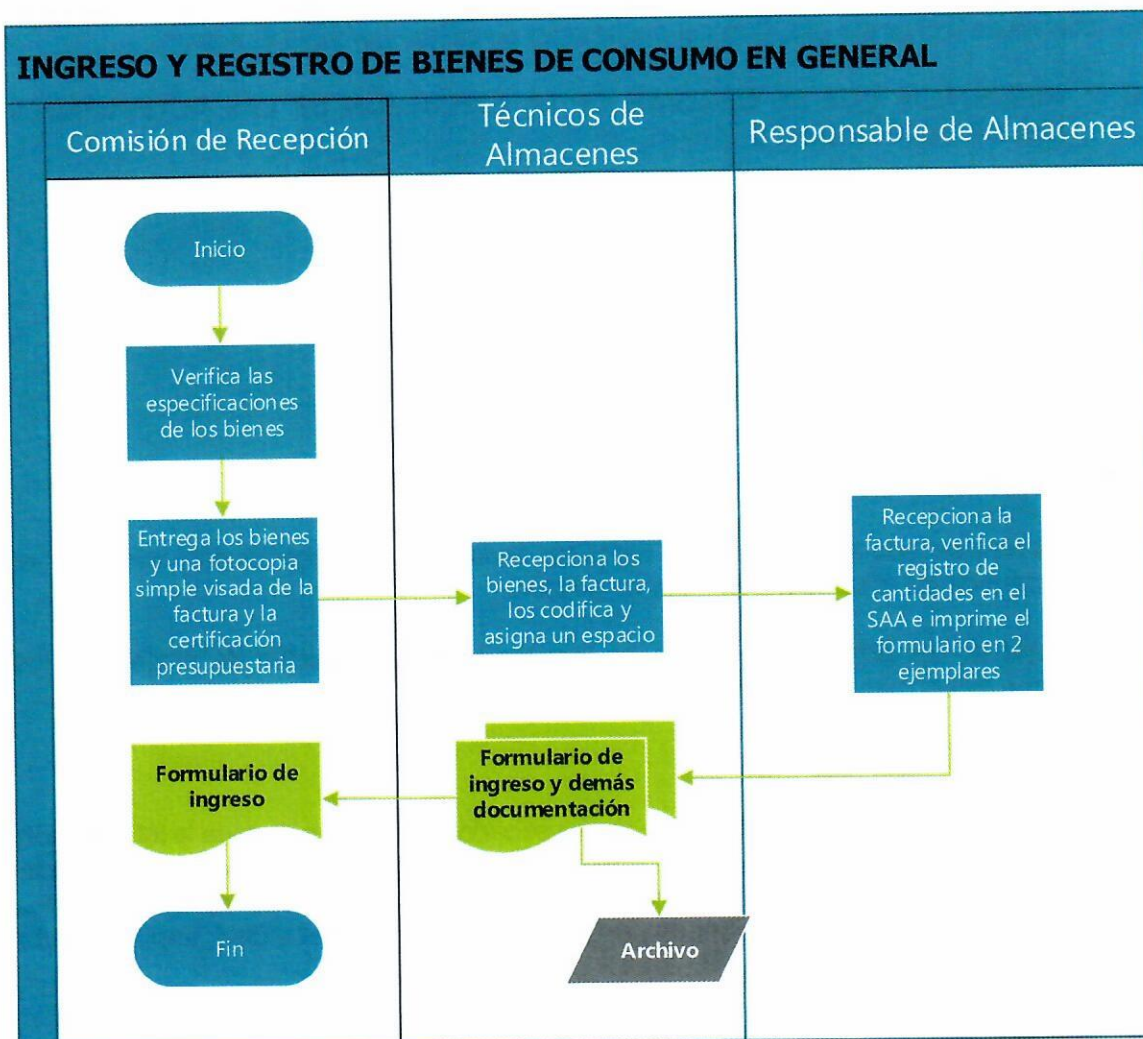 INGRESO Y REGISTRO DE BIENES DE CONSUMO EN GENERAL
Comisión de Recepción
Técnicos de
Almacenes
Responsable de Almacenes
Inicio
Verifica las
especificaciones
de los bienes
Entrega los bienes
y una fotocopia
simple visada de la
factura y la
certificación
presupuestaria
Recepciona los
bienes, la factura,
los codifica y
asigna un espacio
Recepciona la
factura, verifica el
registro de
cantidades en el
SAA e imprime el
formulario en 2
ejemplares
Formulario de
ingreso
Formulario de
ingreso y demás
documentación
Fin
Archivo